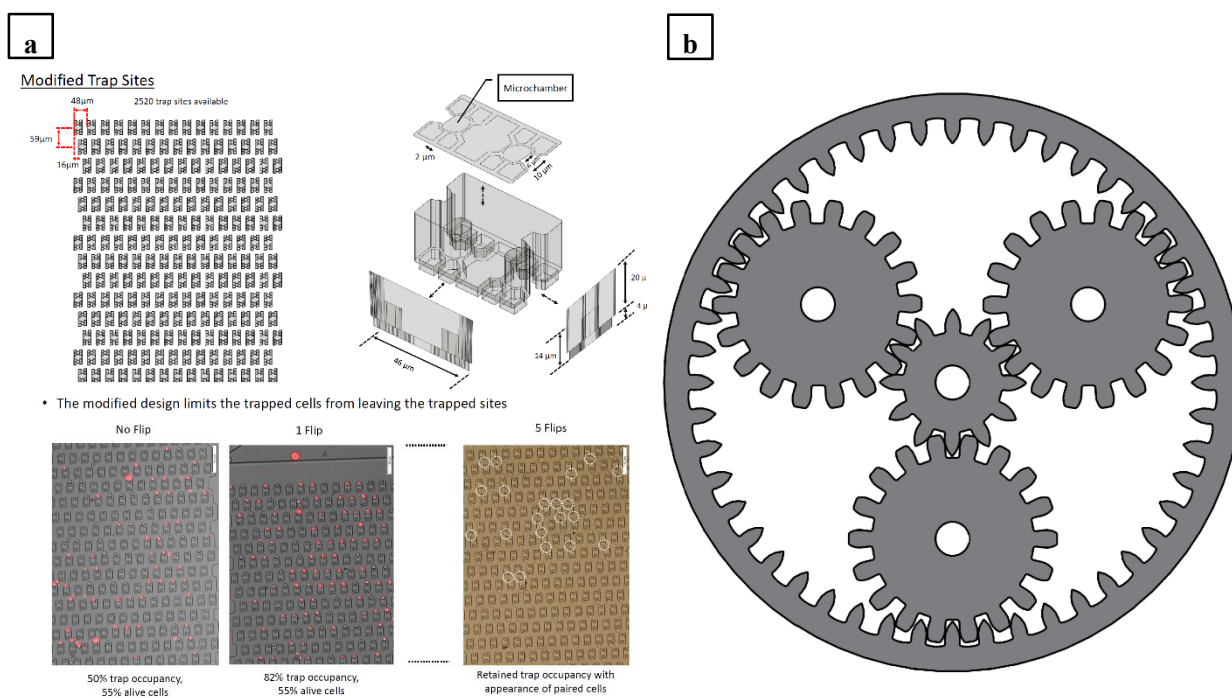 a
b
Modified Trap Sites
48µm
2520 trap sites available
59µm
16µm
Microchamber
2 µm
6 µm
10 µm
20 µ
4 µ
14 µm
46 µm
• The modified design limits the trapped cells from leaving the trapped sites
No Flip
1 Flip
5 Flips
50% trap occupancy,
55% alive cells
82% trap occupancy,
55% alive cells
Retained trap occupancy with
appearance of paired cells